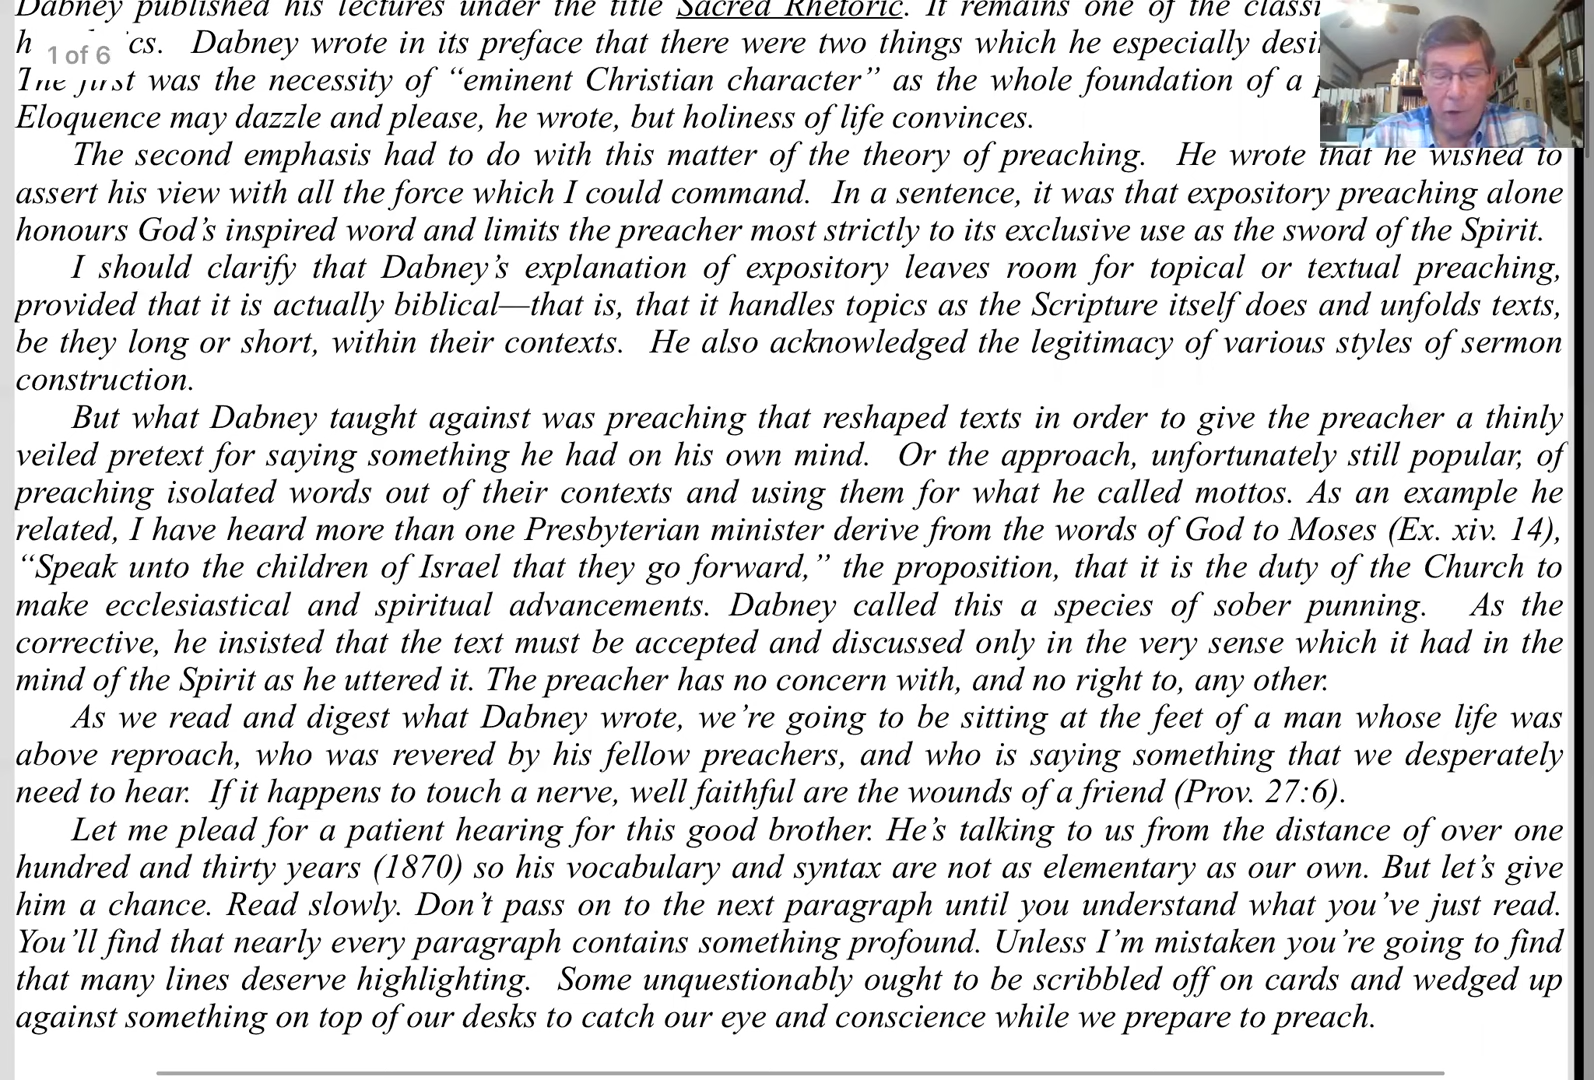 Dabney published his lectures under the title Sacred Rhetoric. It remains one of the
1 of 6
Dabney wrote in its preface that there were two things which he especially
The first was the necessity of “eminent Christian character” as the whole foundation of a
Eloquence may dazzle and please, he wrote, but holiness of life convinces.
The second emphasis had to do with this matter of the theory of preaching. He wrote that he wished to
assert his view with all the force which I could command. In a sentence, it was that expository preaching alone
honours God’s inspired word and limits the preacher most strictly to its exclusive use as the sword of the Spirit.
I should clarify that Dabney’s explanation of expository leaves room for topical or textual preaching,
provided that it is actually biblical—that is, that it handles topics as the Scripture itself does and unfolds texts,
be they long or short, within their contexts. He also acknowledged the legitimacy of various styles of sermon
construction.
But what Dabney taught against was preaching that reshaped texts in order to give the preacher a thinly
veiled pretext for saying something he had on his own mind. Or the approach, unfortunately still popular, of
preaching isolated words out of their contexts and using them for what he called mottos. As an example he
related, I have heard more than one Presbyterian minister derive from the words of God to Moses (Ex. xiv. 14),
“Speak unto the children of Israel that they go forward,” the proposition, that it is the duty of the Church to
make ecclesiastical and spiritual advancements. Dabney called this a species of sober punning. As the
corrective, he insisted that the text must be accepted and discussed only in the very sense which it had in the
mind of the Spirit as he uttered it. The preacher has no concern with, and no right to, any other.
As we read and digest what Dabney wrote, we’re going to be sitting at the feet of a man whose life was
above reproach, who was revered by his fellow preachers, and who is saying something that we desperately
need to hear. If it happens to touch a nerve, well faithful are the wounds of a friend (Prov. 27:6).
Let me plead for a patient hearing for this good brother. He’s talking to us from the distance of over one
hundred and thirty years (1870) so his vocabulary and syntax are not as elementary as our own. But let’s give
him a chance. Read slowly. Don’t pass on to the next paragraph until you understand what you’ve just read.
You’ll find that nearly every paragraph contains something profound. Unless I’m mistaken you’re going to find
that many lines deserve highlighting. Some unquestionably ought to be scribbled off on cards and wedged up
against something on top of our desks to catch our eye and conscience while we prepare to preach.